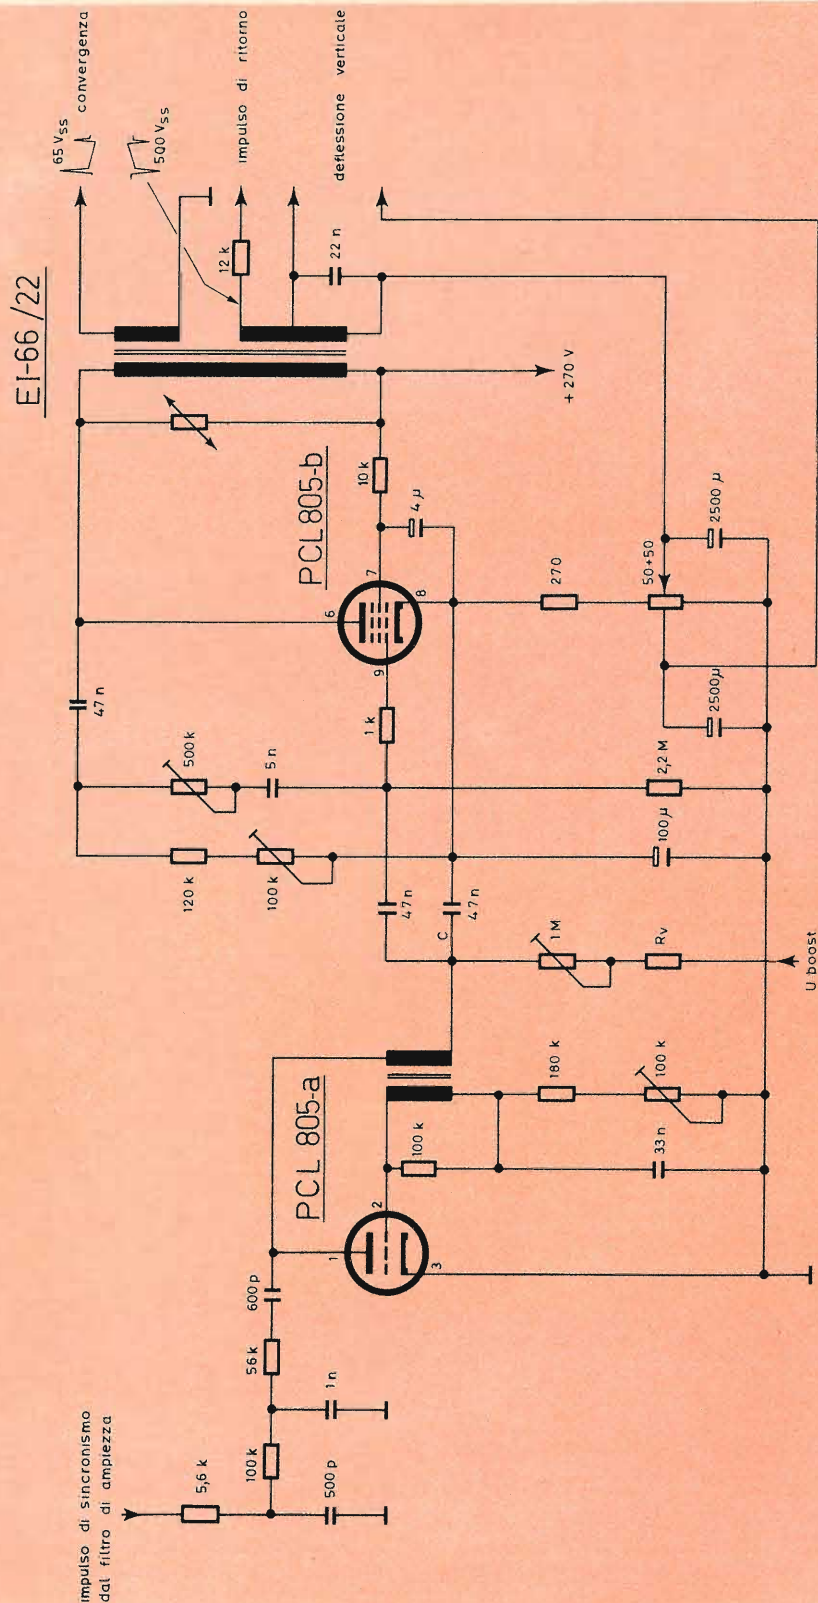 impulso di sincronismo
dal filtro di ampiezza
5,6 k
100 k
500 p
1 n
56 k
600 p
PCL 805-a
1
2
3
100 k
33 n
180 k
100 k
C
1 M
Rv
U boost
47 n
47 n
120 k
100 k
500 k
5 n
47 n
100 µ
2,2 M
1 k
PCL 805-b
6
7
8
9
10 k
4 µ
270
50+50
2500 µ
2500 µ
+ 270 V
EI-66 /22
12 k
22 n
65 Vss convergenza
500 Vss
impulso di ritorno
deflessione verticale